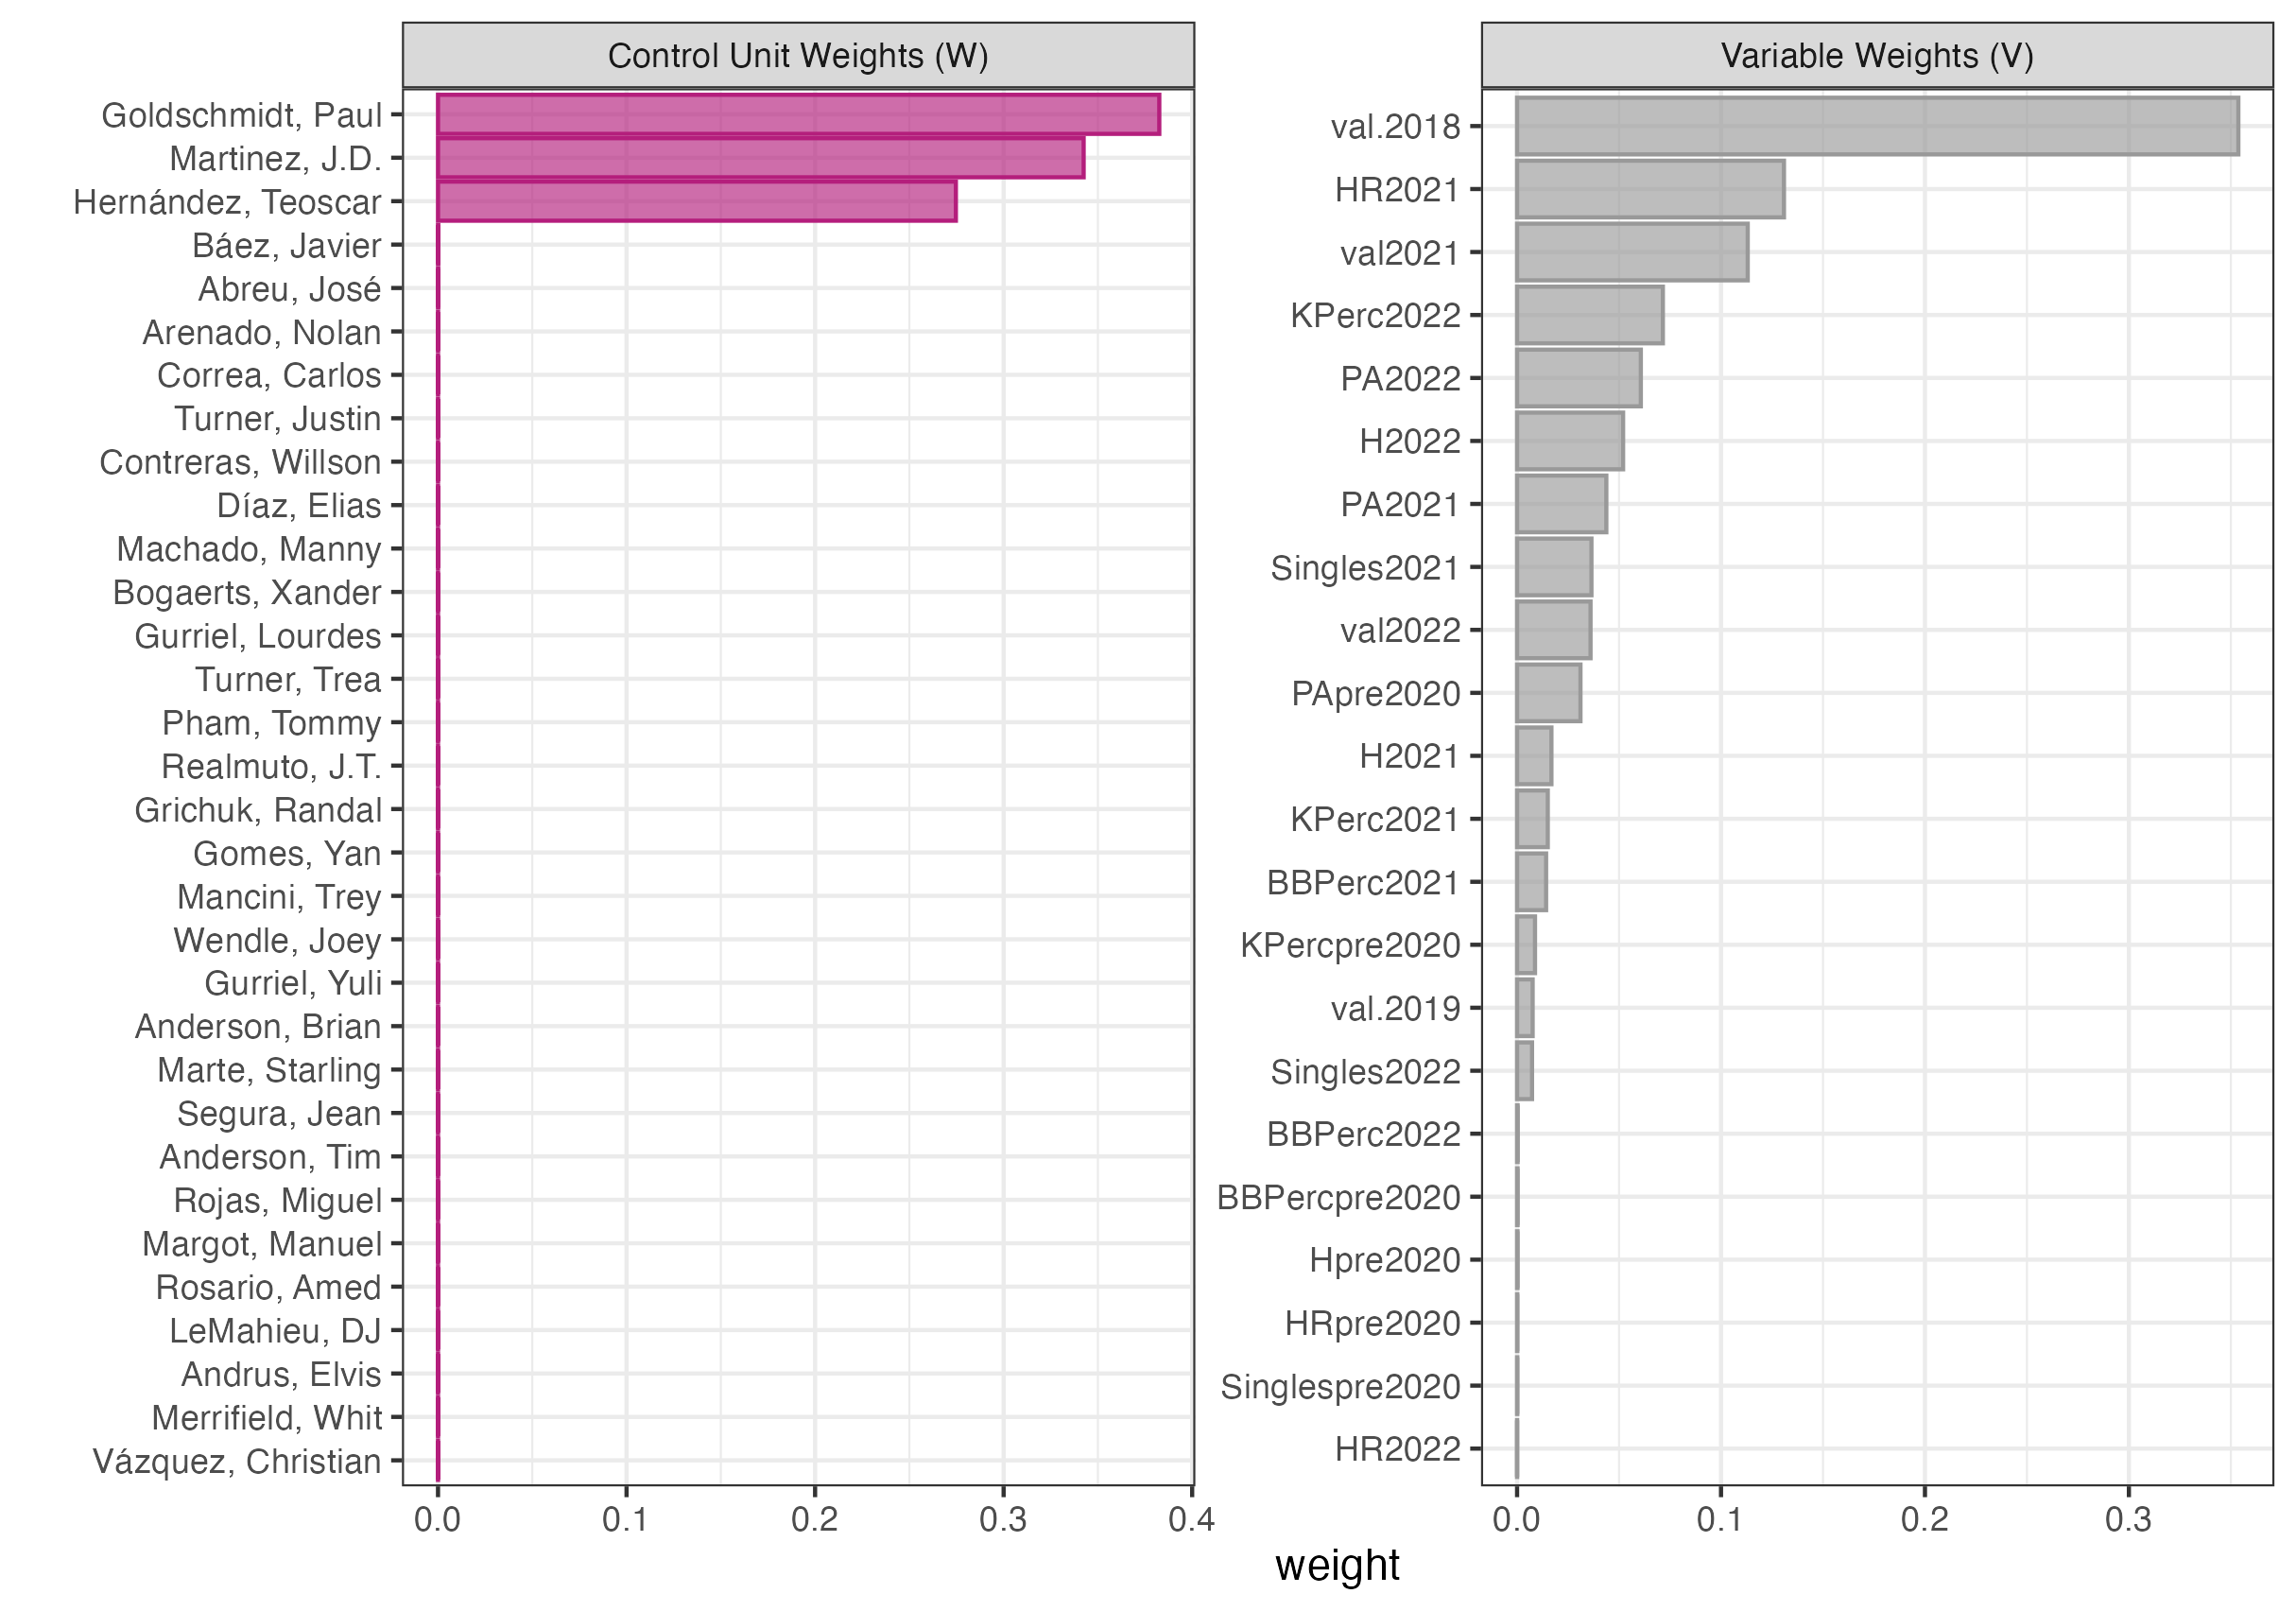 Control Unit Weights (W)
Goldschmidt, Paul
Martinez, J.D.
Hernández, Teoscar
Báez, Javier
Abreu, José
Arenado, Nolan
Correa, Carlos
Turner, Justin
Contreras, Willson
Díaz, Elias
Machado, Manny
Bogaerts, Xander
Gurriel, Lourdes
Turner, Trea
Pham, Tommy
Realmuto, J.T.
Grichuk, Randal
Gomes, Yan
Mancini, Trey
Wendle, Joey
Gurriel, Yuli
Anderson, Brian
Marte, Starling
Segura, Jean
Anderson, Tim
Rojas, Miguel
Margot, Manuel
Rosario, Amed
LeMahieu, DJ
Andrus, Elvis
Merrifield, Whit
Vázquez, Christian
0.0 0.1 0.2 0.3 0.4
Variable Weights (V)
val.2018
HR2021
val2021
KPerc2022
PA2022
H2022
PA2021
Singles2021
val2022
PApre2020
H2021
KPerc2021
BBPerc2021
KPercpre2020
val.2019
Singles2022
BBPerc2022
BBPercpre2020
Hpre2020
HRpre2020
Singlespre2020
HR2022
0.0 0.1 0.2 0.3
weight